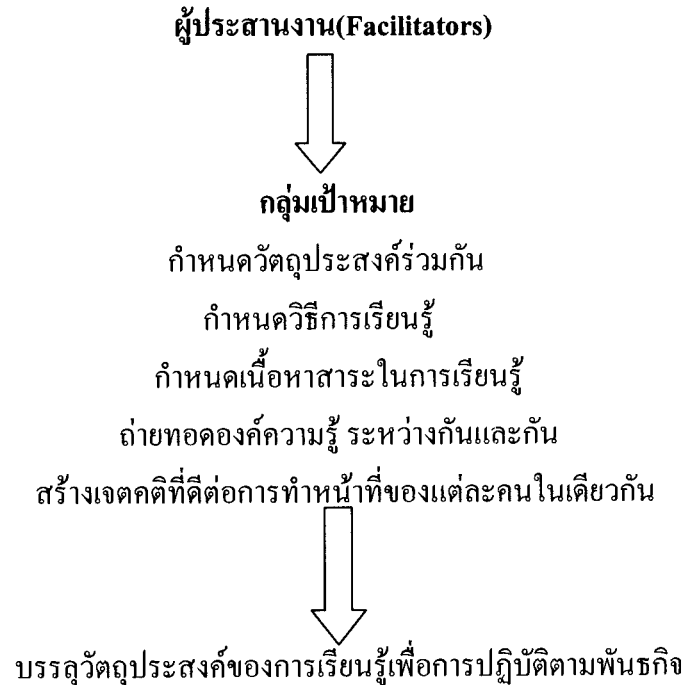 ผู้ประสานงาน(Facilitators)
กลุ่มเป้าหมาย
กำหนดวัตถุประสงค์ร่วมกัน
กำหนดวิธีการเรียนรู้
กำหนดเนื้อหาสาระในการเรียนรู้
ถ่ายทอดองค์ความรู้ ระหว่างกันและกัน
สร้างเจตคติที่ดีต่อการทำหน้าที่ของแต่ละคนในเดียวกัน
บรรลุวัตถุประสงค์ของการเรียนรู้เพื่อการปฏิบัติตามพันธกิจ